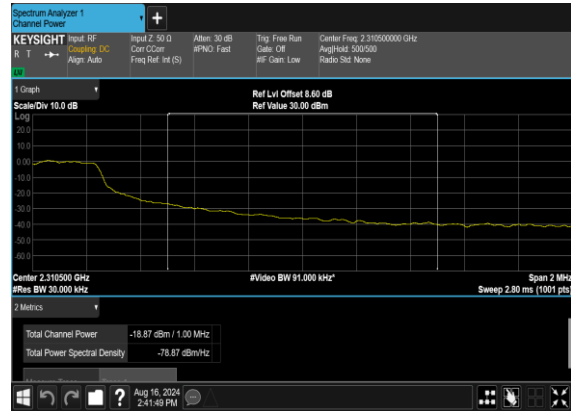 Spectrum Analyzer 1
Channel Power
KEYSIGHT Input: RF Input Z: 50 Ω Atten: 30 dB Trig: Free Run Center Freq: 2.310500000 GHz
R T Coupling: DC Corr CCorr #PNO: Fast Gate: Off Avg|Hold: 500/500
Align: Auto Freq Ref: Int (S) #IF Gain: Low Radio Std: None
1 Graph
Ref Lvl Offset 8.60 dB
Scale/Div 10.0 dB Ref Value 30.00 dBm
Log
20.0
10.0
0.00
-10.0
-20.0
-30.0
-40.0
-50.0
-60.0
Center 2.310500 GHz #Video BW 91.000 kHz* Span 2 MHz
#Res BW 30.000 kHz Sweep 2.80 ms (1001 pts)
2 Metrics
Total Channel Power -18.87 dBm / 1.00 MHz
Total Power Spectral Density -78.87 dBm/Hz
?
Aug 16, 2024
2:41:49 PM